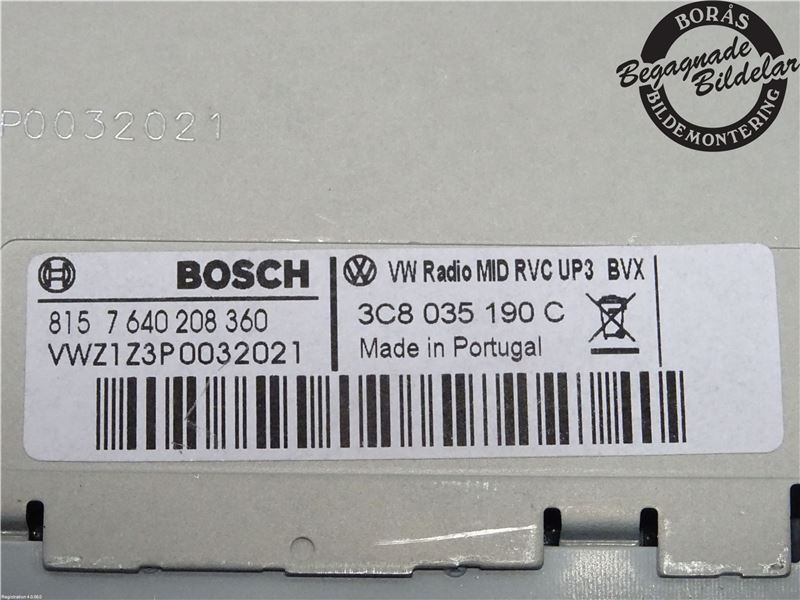 BORÅS
Begagnade
Bildelar
BILDEMONTERING
P0032021
BOSCH
VW Radio MID RVC UP3 BVX
815 7 640 208 360
3C8 035 190 C
VWZ1Z3P0032021
Made in Portugal